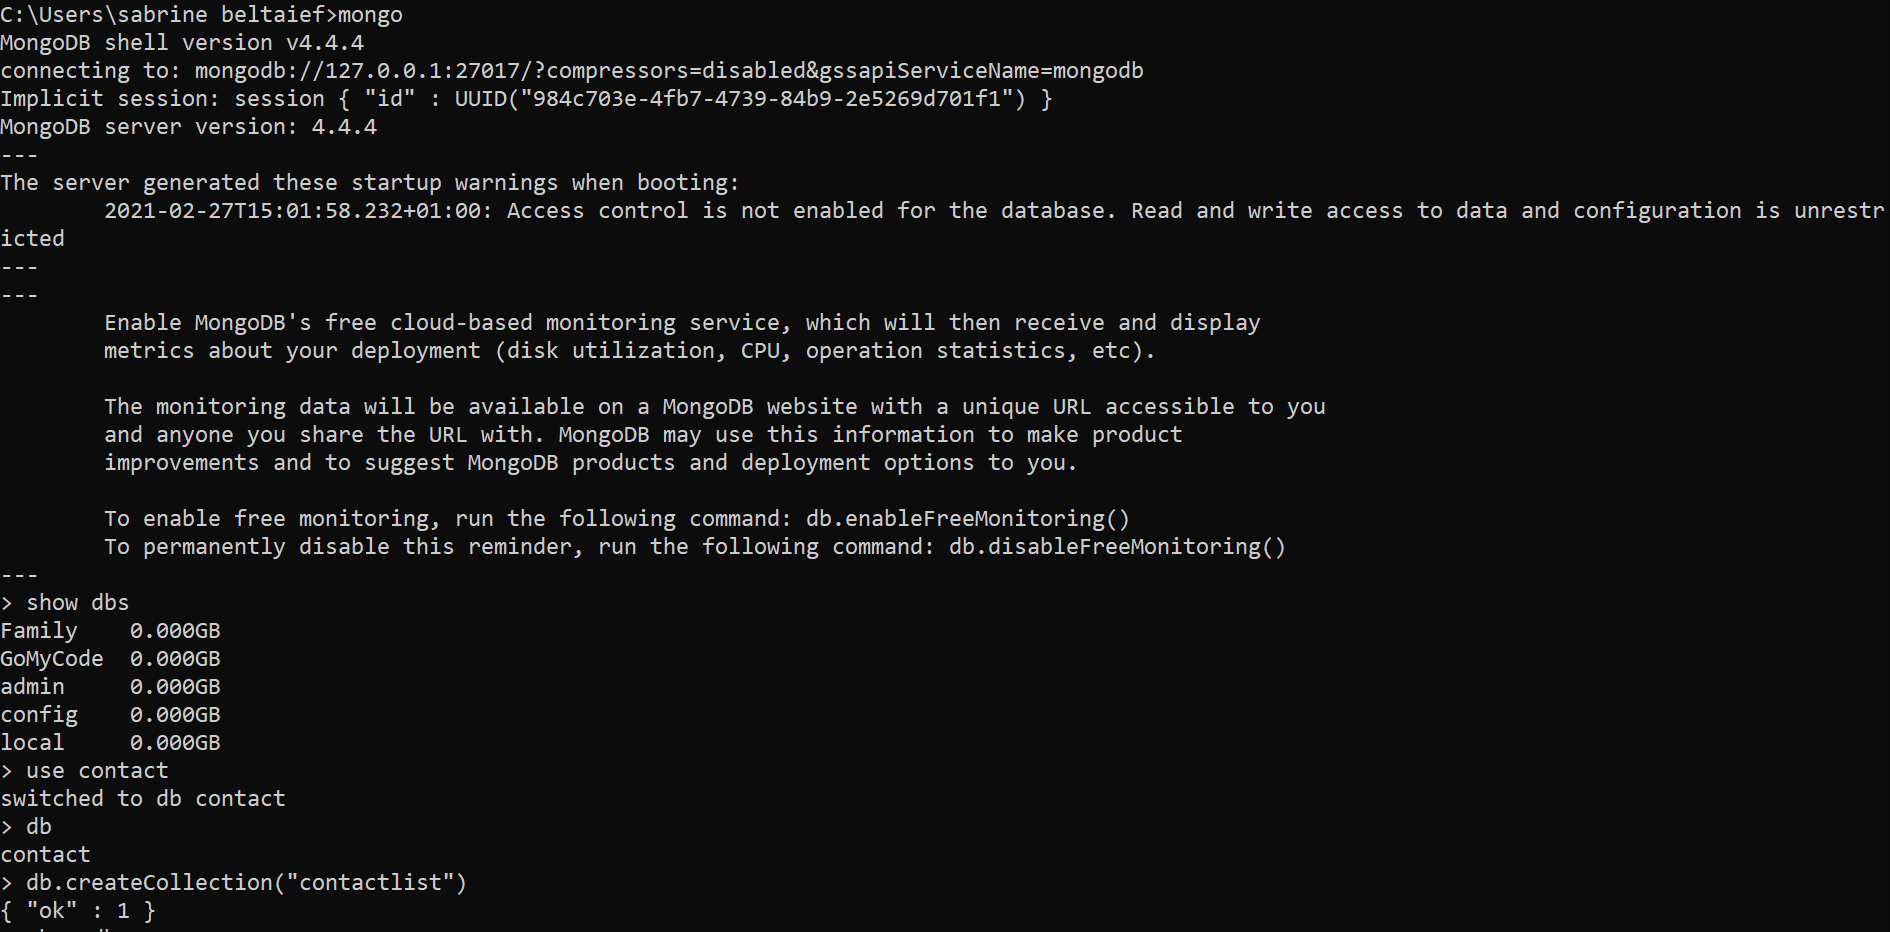 C:\Users\sabrine beltaief>mongo
MongoDB shell version v4.4.4
connecting to: mongodb://127.0.0.1:27017/?compressors=disabled&gssapiServiceName=mongodb
Implicit session: session { "id" : UUID("984c703e-4fb7-4739-84b9-2e5269d701f1") }
MongoDB server version: 4.4.4
---
The server generated these startup warnings when booting:
        2021-02-27T15:01:58.232+01:00: Access control is not enabled for the database. Read and write access to data and configuration is unrestr
icted
---
---
        Enable MongoDB's free cloud-based monitoring service, which will then receive and display
        metrics about your deployment (disk utilization, CPU, operation statistics, etc).

        The monitoring data will be available on a MongoDB website with a unique URL accessible to you
        and anyone you share the URL with. MongoDB may use this information to make product
        improvements and to suggest MongoDB products and deployment options to you.

        To enable free monitoring, run the following command: db.enableFreeMonitoring()
        To permanently disable this reminder, run the following command: db.disableFreeMonitoring()
---
> show dbs
Family    0.000GB
GoMyCode  0.000GB
admin     0.000GB
config    0.000GB
local     0.000GB
> use contact
switched to db contact
> db
contact
> db.createCollection("contactlist")
{ "ok" : 1 }